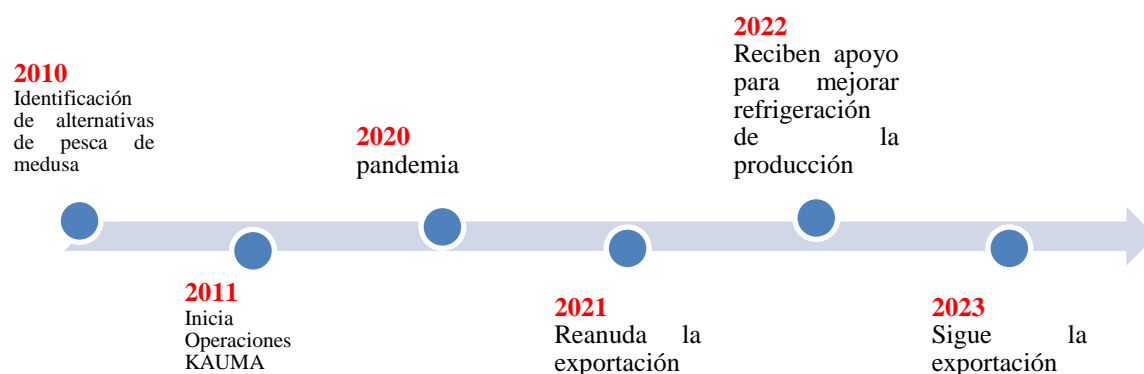 2010
Identificación
de alternativas
de pesca de
medusa
2011
Inicia
Operaciones
KAUMA
2020
pandemia
2021
Reanuda la
exportación
2022
Reciben apoyo
para mejorar
refrigeración
de la
producción
2023
Sigue la
exportación